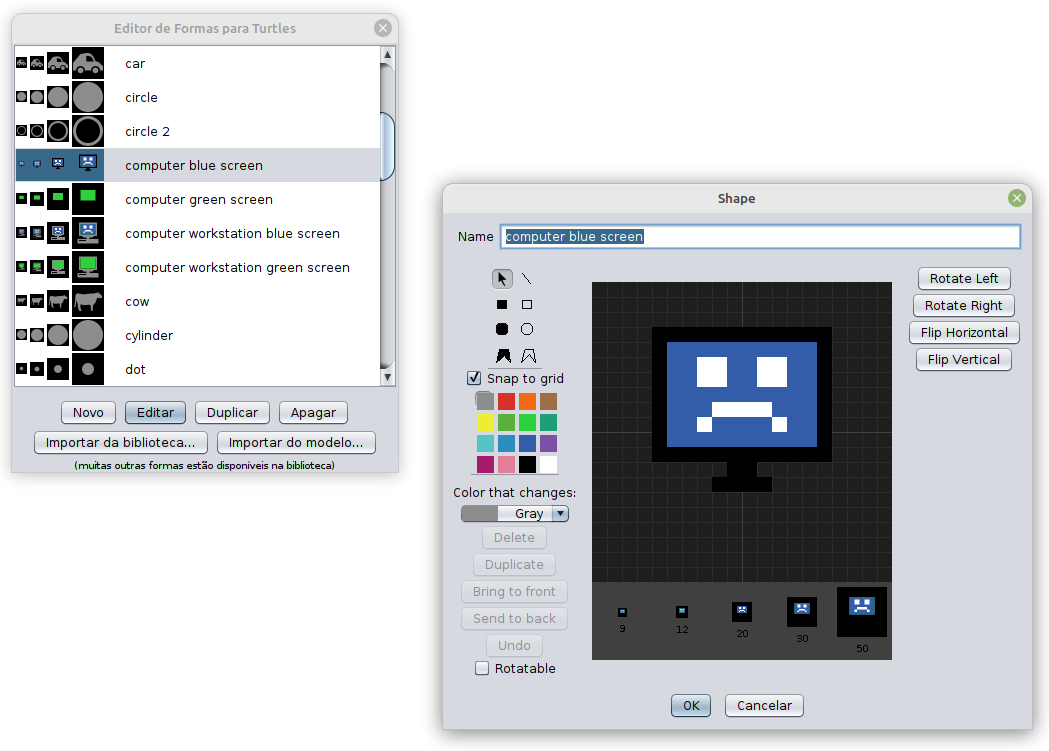 Editor de Formas para Turtles
car
circle
circle 2
computer blue screen
computer green screen
computer workstation blue screen
computer workstation green screen
cow
cylinder
dot
Novo Editar Duplicar Apagar
Importar da biblioteca... Importar do modelo...
(muitas outras formas estão disponíveis na biblioteca)
Shape
Name computer blue screen
Rotate Left
Rotate Right
Flip Horizontal
Flip Vertical
Snap to grid
Color that changes:
Gray
Delete
Duplicate
Bring to front
Send to back
Undo
Rotatable
9 12 20 30 50
OK Cancelar